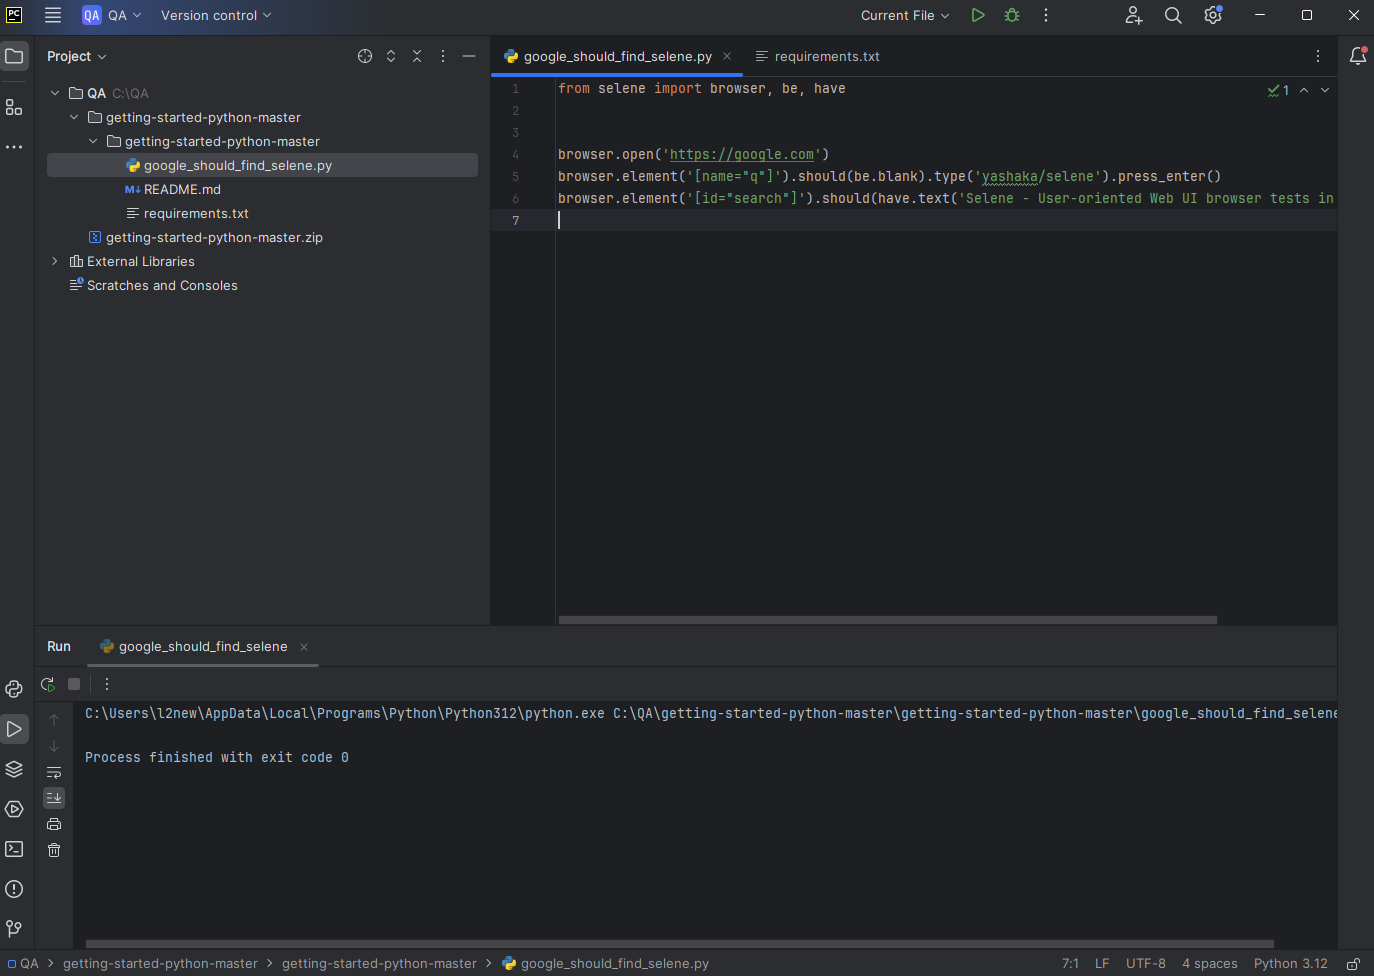 PC QA QA Version control Current File
Project
google_should_find_selene.py requirements.txt
QA C:\QA
getting-started-python-master
getting-started-python-master
google_should_find_selene.py
README.md
requirements.txt
getting-started-python-master.zip
External Libraries
Scratches and Consoles
1 from selene import browser, be, have
1
2
3
4 browser.open('https://google.com')
5 browser.element('[name="q"]').should(be.blank).type('yashaka/selene').press_enter()
6 browser.element('[id="search"]').should(have.text('Selene - User-oriented Web UI browser tests in
7
Run google_should_find_selene
C:\Users\l2new\AppData\Local\Programs\Python\Python312\python.exe C:\QA\getting-started-python-master\getting-started-python-master\google_should_find_selene
Process finished with exit code 0
QA > getting-started-python-master > getting-started-python-master > google_should_find_selene.py 7:1 LF UTF-8 4 spaces Python 3.12